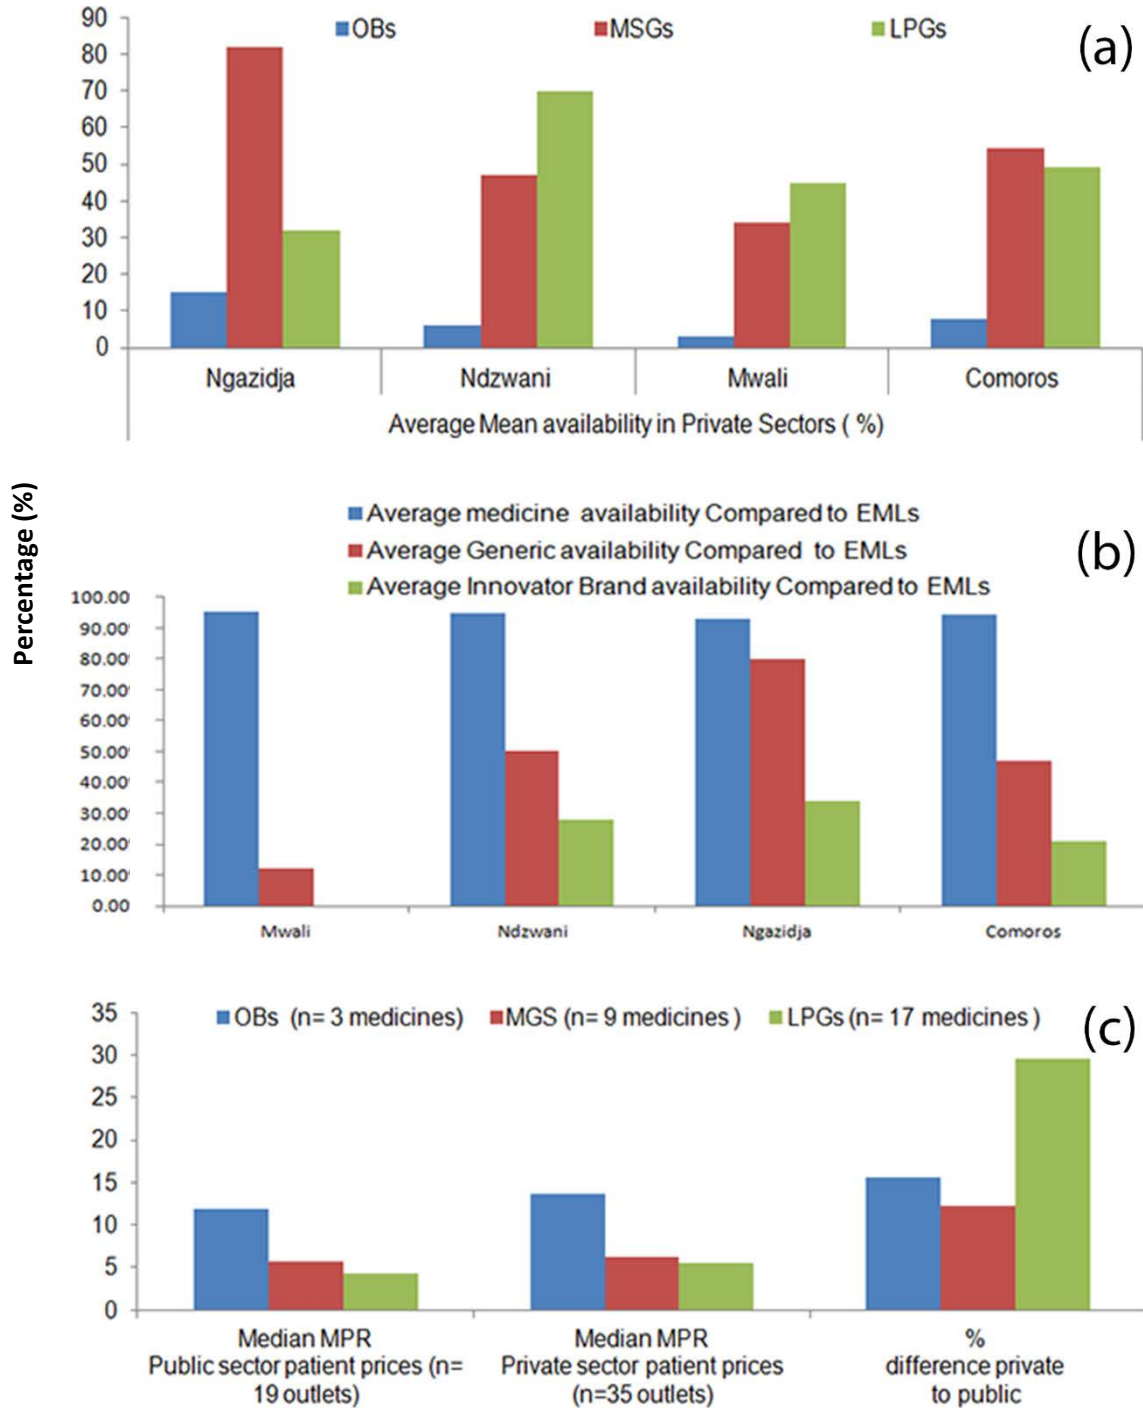 90
OBs MSGs LPGs
(a)
80
70
60
50
40
30
20
10
0
Ngazidja Ndzwani Mwali Comoros
Average Mean availability in Private Sectors ( %)
Percentage (%)
Average medicine availability Compared to EMLs
(b)
Average Generic availability Compared to EMLs
Average Innovator Brand availability Compared to EMLs
100.00
90.00
80.00
70.00
60.00
50.00
40.00
30.00
20.00
10.00
0.00
Mwali Ndzwani Ngazidja Comoros
35
OBs (n= 3 medicines) MGS (n= 9 medicines ) LPGs (n= 17 medicines )
(c)
30
25
20
15
10
5
0
Median MPR
Public sector patient prices (n=
19 outlets)
Median MPR
Private sector patient prices
(n=35 outlets)
%
difference private
to public